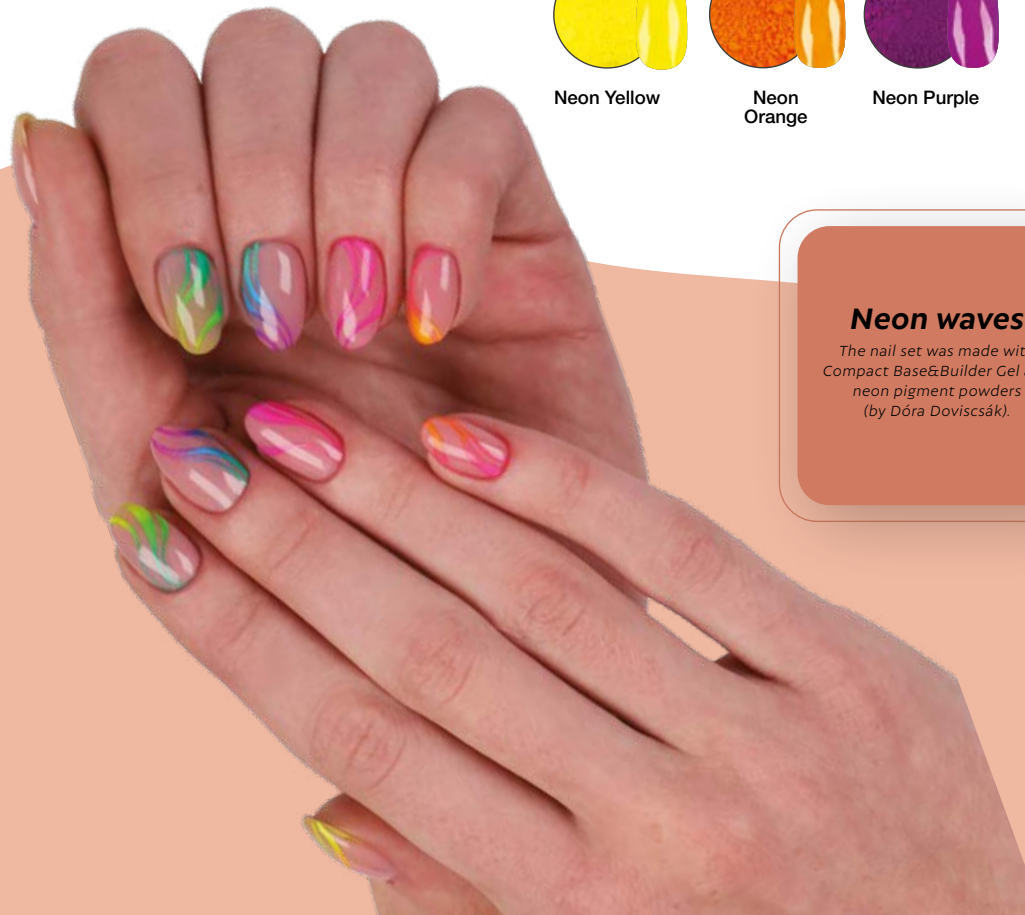 Neon Yellow
Neon
Orange
Neon Purple
Neon waves
The nail set was made
Compact Base&Builder Gel
neon pigment powders
(by Dóra Doviscsák).